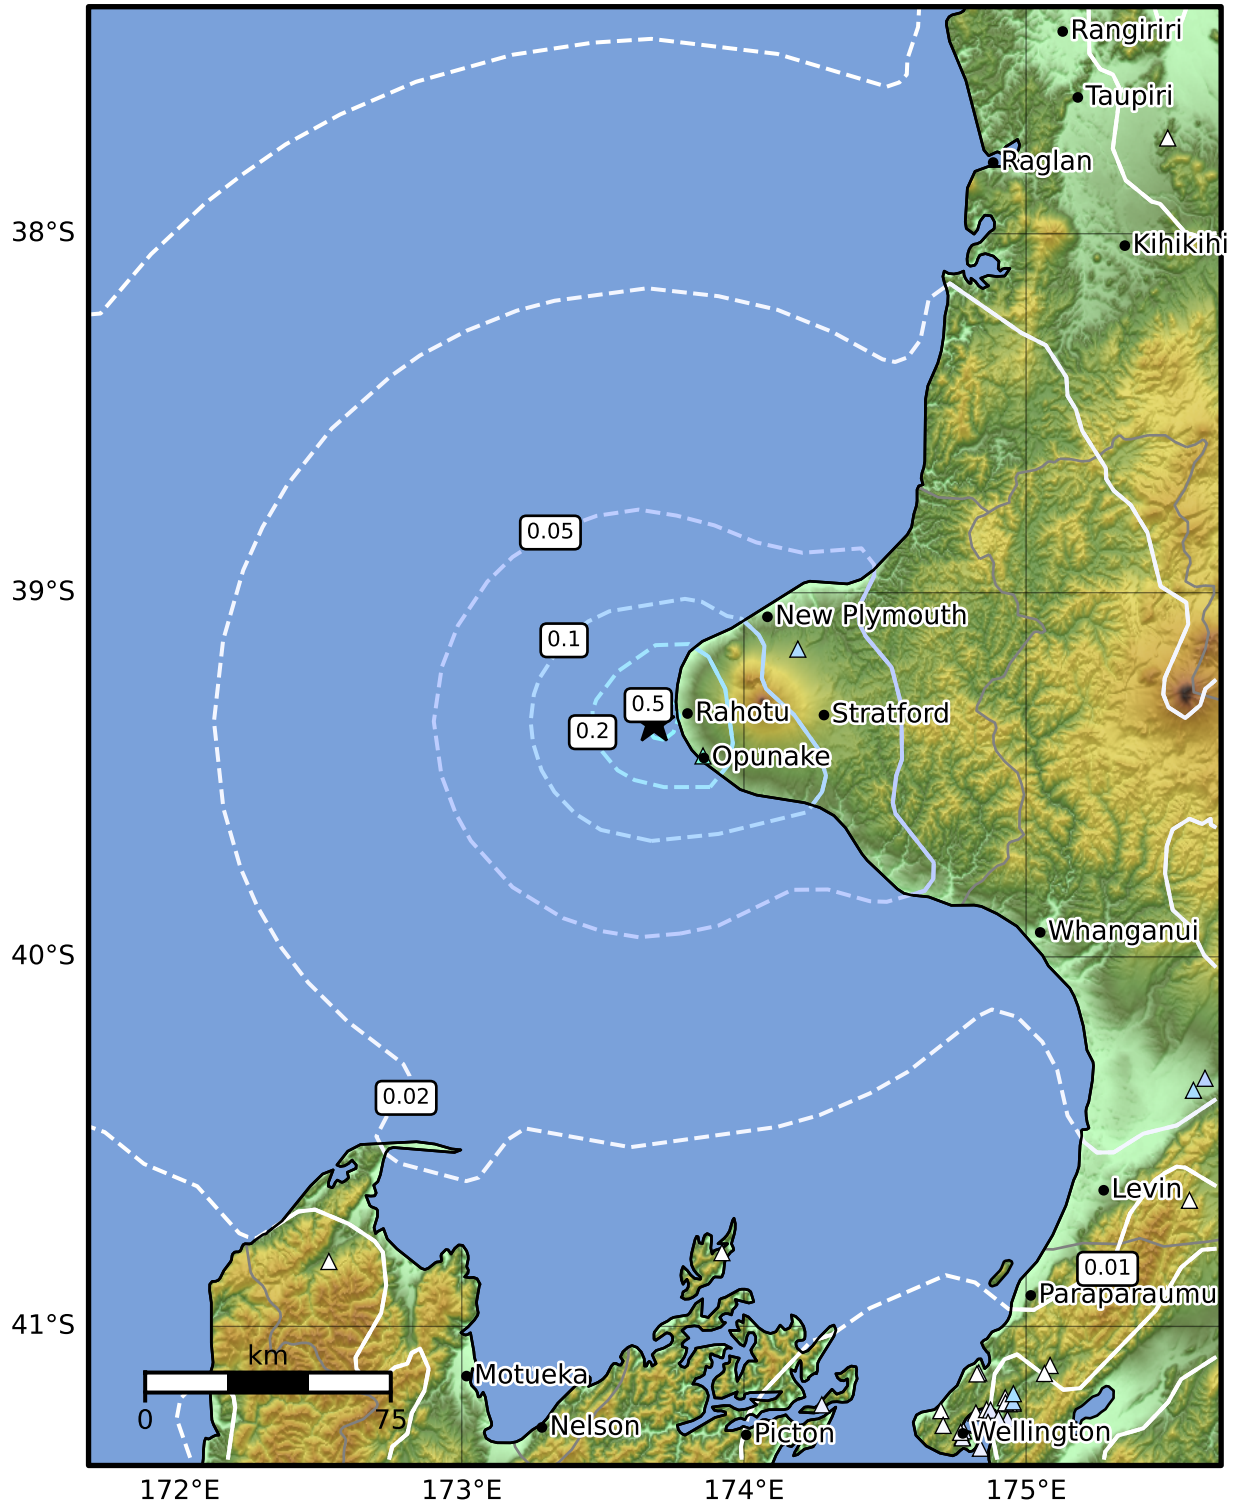 Rangiriri
Taupiri
Raglan
38°S
Kihikihi
0.05
39°S
New Plymouth
0.1
0.5
Rahotu
Stratford
0.2
Opunake
Whanganui
40°S
0.02
Levin
0.01
Paraparaumu
41°S
km
Motueka
0
75
Nelson
Picton
Wellington
172°E
173°E
174°E
175°E